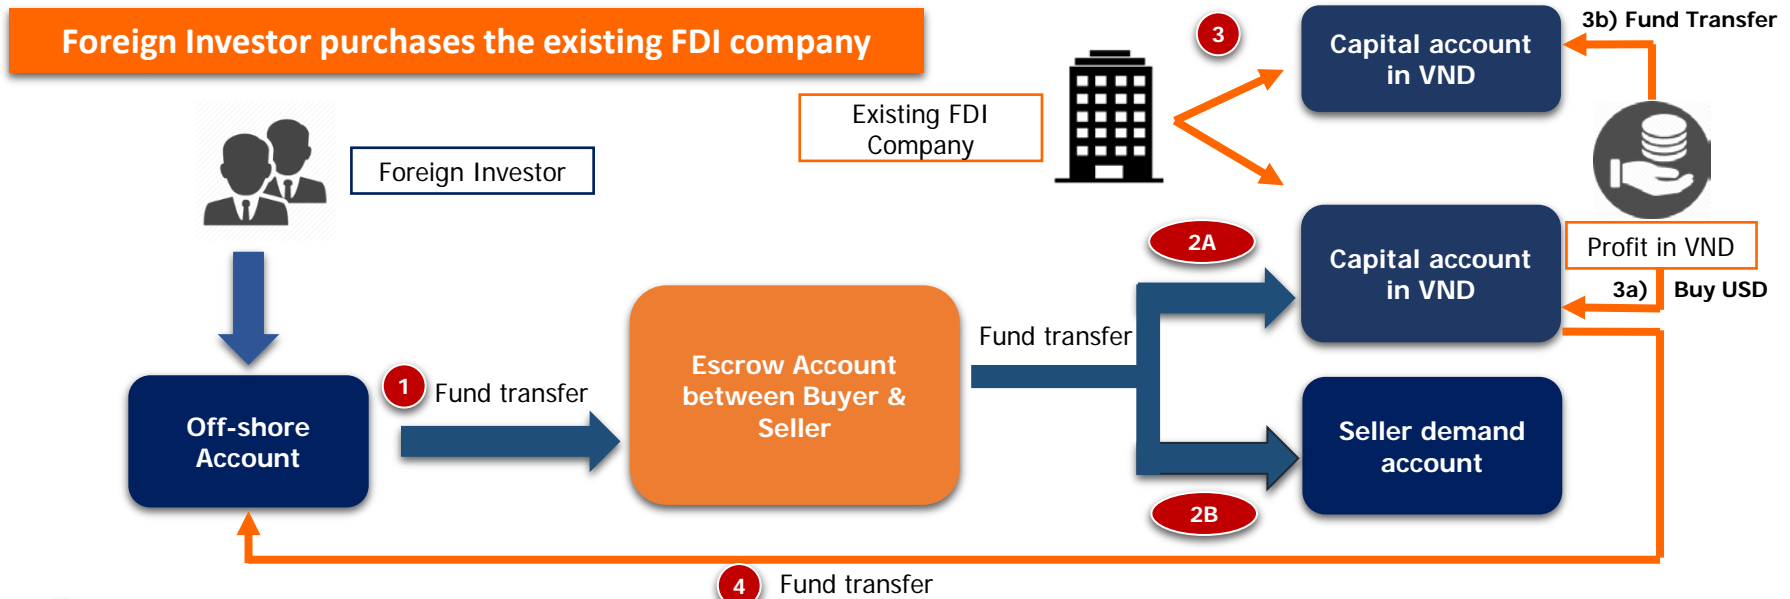 Foreign Investor purchases the existing FDI company
3
Capital account
in VND
3b) Fund Transfer
Existing FDI
Company
Foreign Investor
2A
Capital account
in VND
Profit in VND
3a) Buy USD
Fund transfer
Escrow Account
between Buyer &
Seller
1
Fund transfer
Off-shore
Account
Seller demand
account
2B
4
Fund transfer